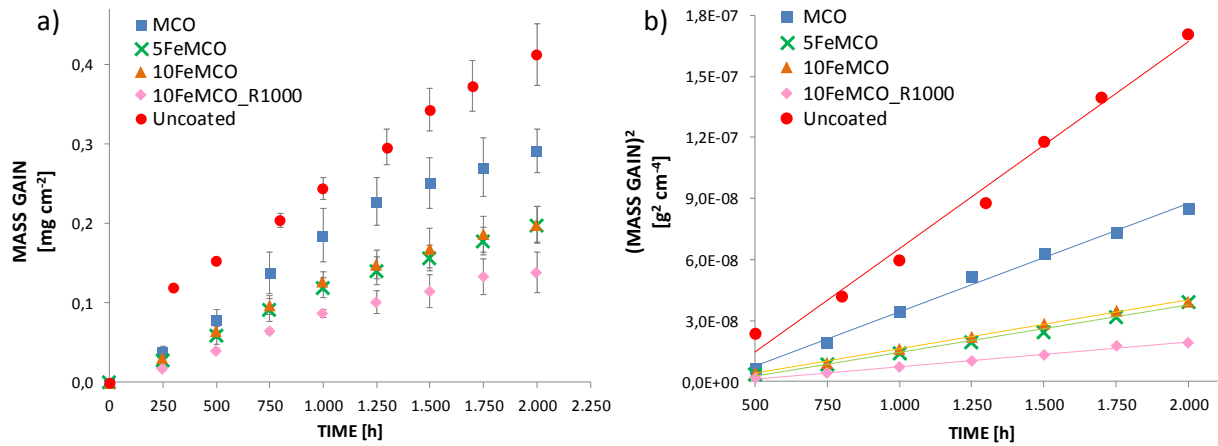 a)
MCO
5FeMCO
10FeMCO
10FeMCO_R1000
Uncoated
MASS GAIN
[mg cm⁻²]
0,4
0,3
0,2
0,1
0,0
0 250 500 750 1.000 1.250 1.500 1.750 2.000 2.250
TIME [h]
b)
MCO
5FeMCO
10FeMCO
10FeMCO_R1000
Uncoated
(MASS GAIN)²
[g² cm⁻⁴]
1,8E-07
1,5E-07
1,2E-07
9,0E-08
6,0E-08
3,0E-08
0,0E+00
500 750 1.000 1.250 1.500 1.750 2.000
TIME [h]